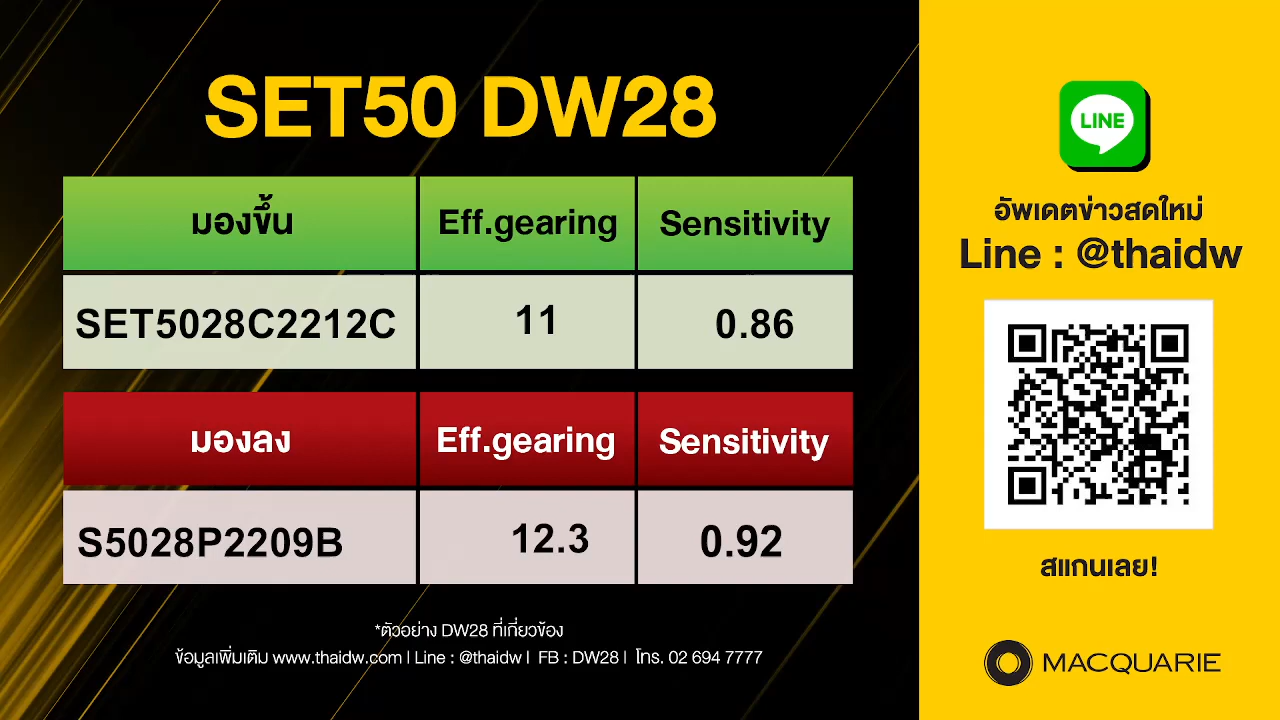 SET50 DW28
มองขึ้น Eff.gearing Sensitivity
SET5028C2212C 11 0.86
มองลง Eff.gearing Sensitivity
S5028P2209B 12.3 0.92
*ตัวอย่าง DW28 ที่เกี่ยวข้อง
ข้อมูลเพิ่มเติม www.thaidw.com | Line : @thaidw | FB : DW28 | โทร. 02 694 7777
LINE
อัพเดตข่าวสดใหม่
Line : @thaidw
สแกนเลย!
MACQUARIE